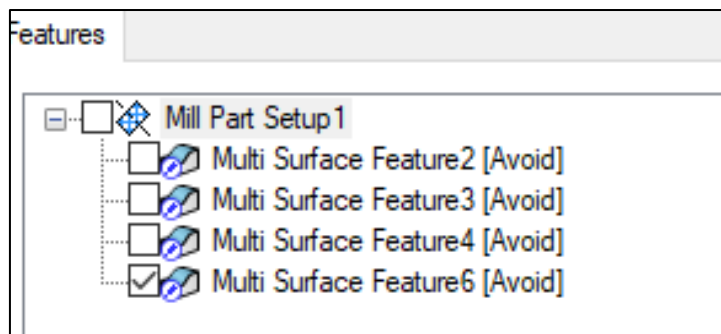 Features
Mill Part Setup1
Multi Surface Feature2 [Avoid]
Multi Surface Feature3 [Avoid]
Multi Surface Feature4 [Avoid]
Multi Surface Feature6 [Avoid]